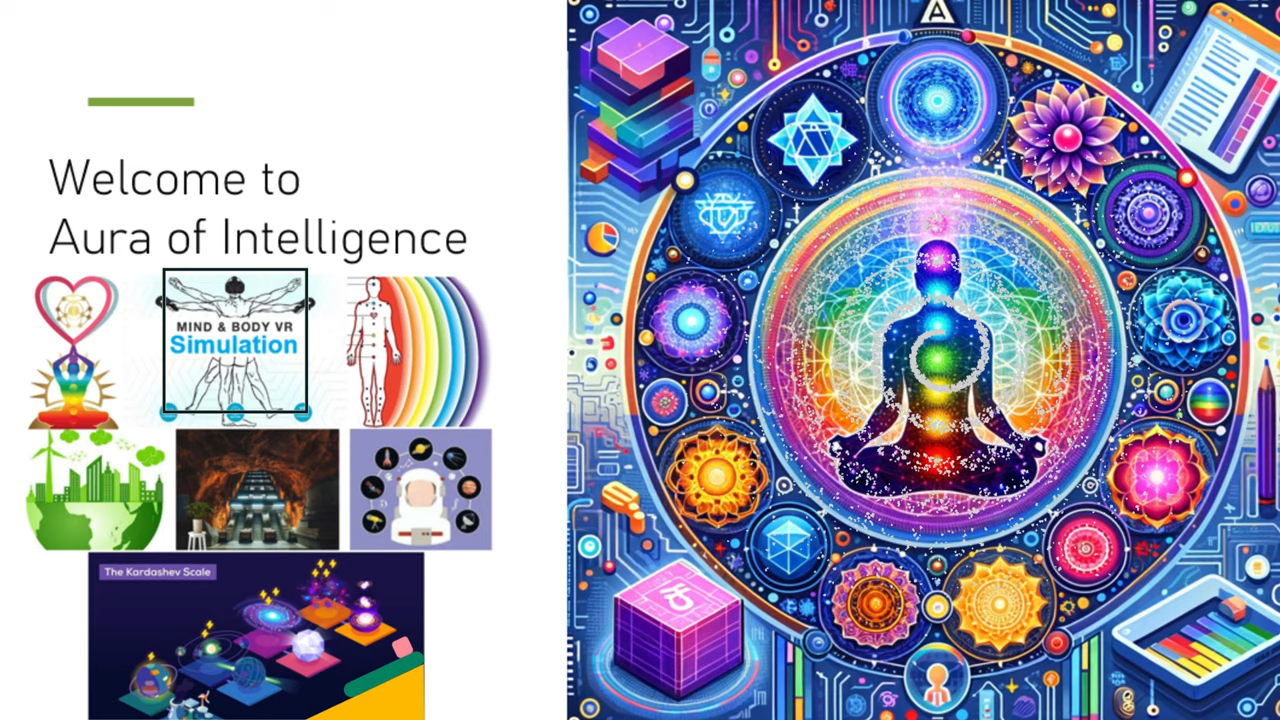 Welcome to
Aura of Intelligence
MIND & BODY VR
Simulation
The Kardashev Scale
A